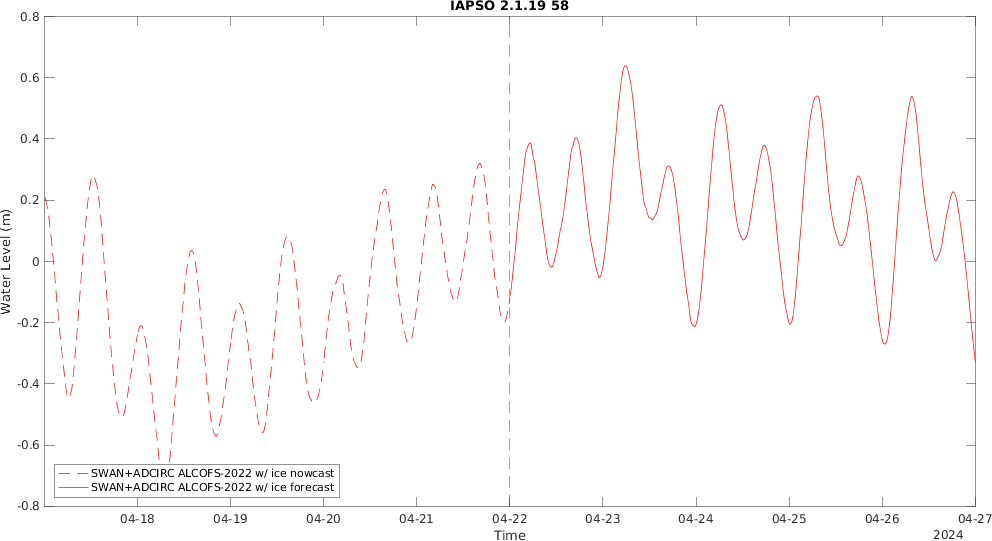 IAPSO 2.1.19 58
0.8
0.6
0.4
0.2
0
-0.2
-0.4
-0.6
-0.8
Water Level (m)
SWAN+ADCIRC ALCOFS-2022 w/ ice nowcast
SWAN+ADCIRC ALCOFS-2022 w/ ice forecast
04-18 04-19 04-20 04-21 04-22 04-23 04-24 04-25 04-26 04-27
Time
2024